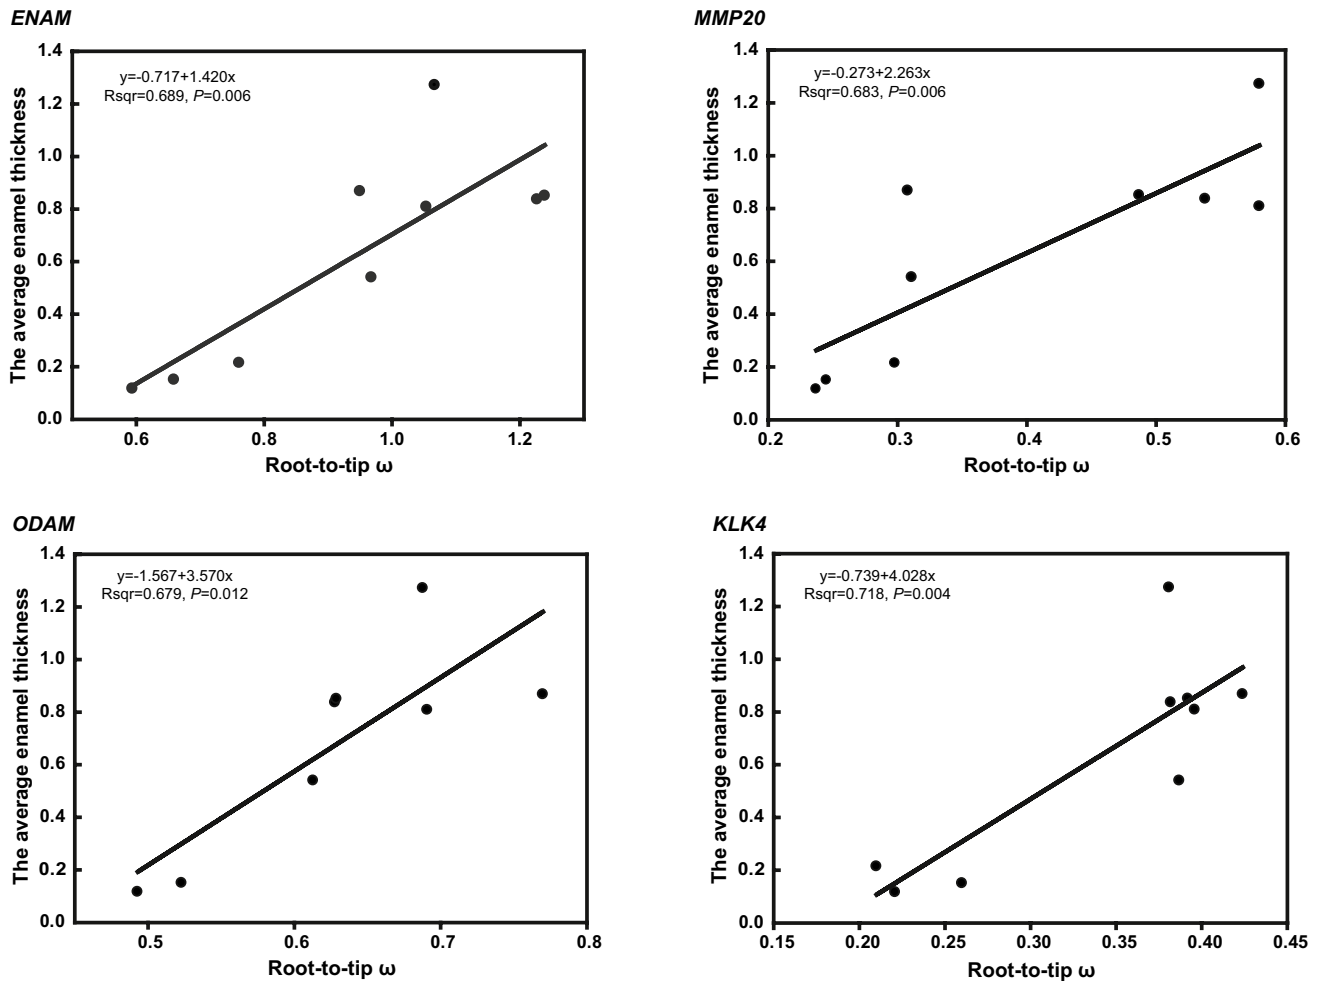 ENAM
y=-0.717+1.420x
Rsqr=0.689, P=0.006
The average enamel thickness
1.4
1.2
1.0
0.8
0.6
0.4
0.2
0.0
0.6 0.8 1.0 1.2
Root-to-tip ω
MMP20
y=-0.273+2.263x
Rsqr=0.683, P=0.006
The average enamel thickness
1.4
1.2
1.0
0.8
0.6
0.4
0.2
0.0
0.2 0.3 0.4 0.5 0.6
Root-to-tip ω
ODAM
y=-1.567+3.570x
Rsqr=0.679, P=0.012
The average enamel thickness
1.4
1.2
1.0
0.8
0.6
0.4
0.2
0.0
0.5 0.6 0.7 0.8
Root-to-tip ω
KLK4
y=-0.739+4.028x
Rsqr=0.718, P=0.004
The average enamel thickness
1.4
1.2
1.0
0.8
0.6
0.4
0.2
0.0
0.15 0.20 0.25 0.30 0.35 0.40 0.45
Root-to-tip ω